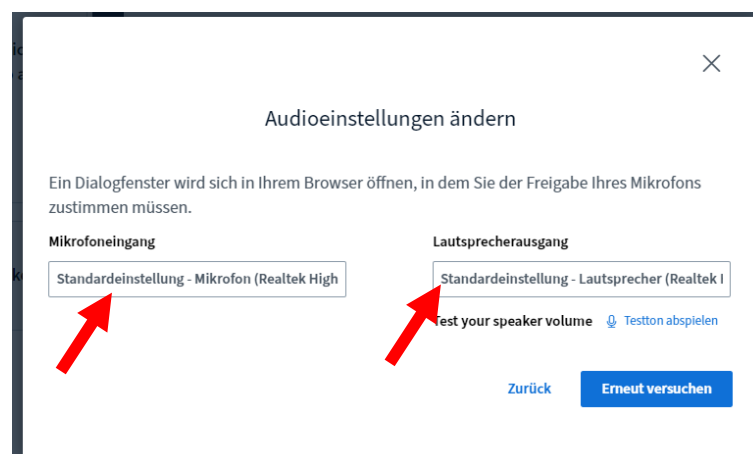 Audioeinstellungen ändern
Ein Dialogfenster wird sich in Ihrem Browser öffnen, in dem Sie der Freigabe Ihres Mikrofons
zustimmen müssen.
Mikrofoneingang
Lautsprecherausgang
Standardeinstellung - Mikrofon (Realtek High
Standardeinstellung - Lautsprecher (Realtek
Test your speaker volume
Testton abspielen
Zurück
Erneut versuchen